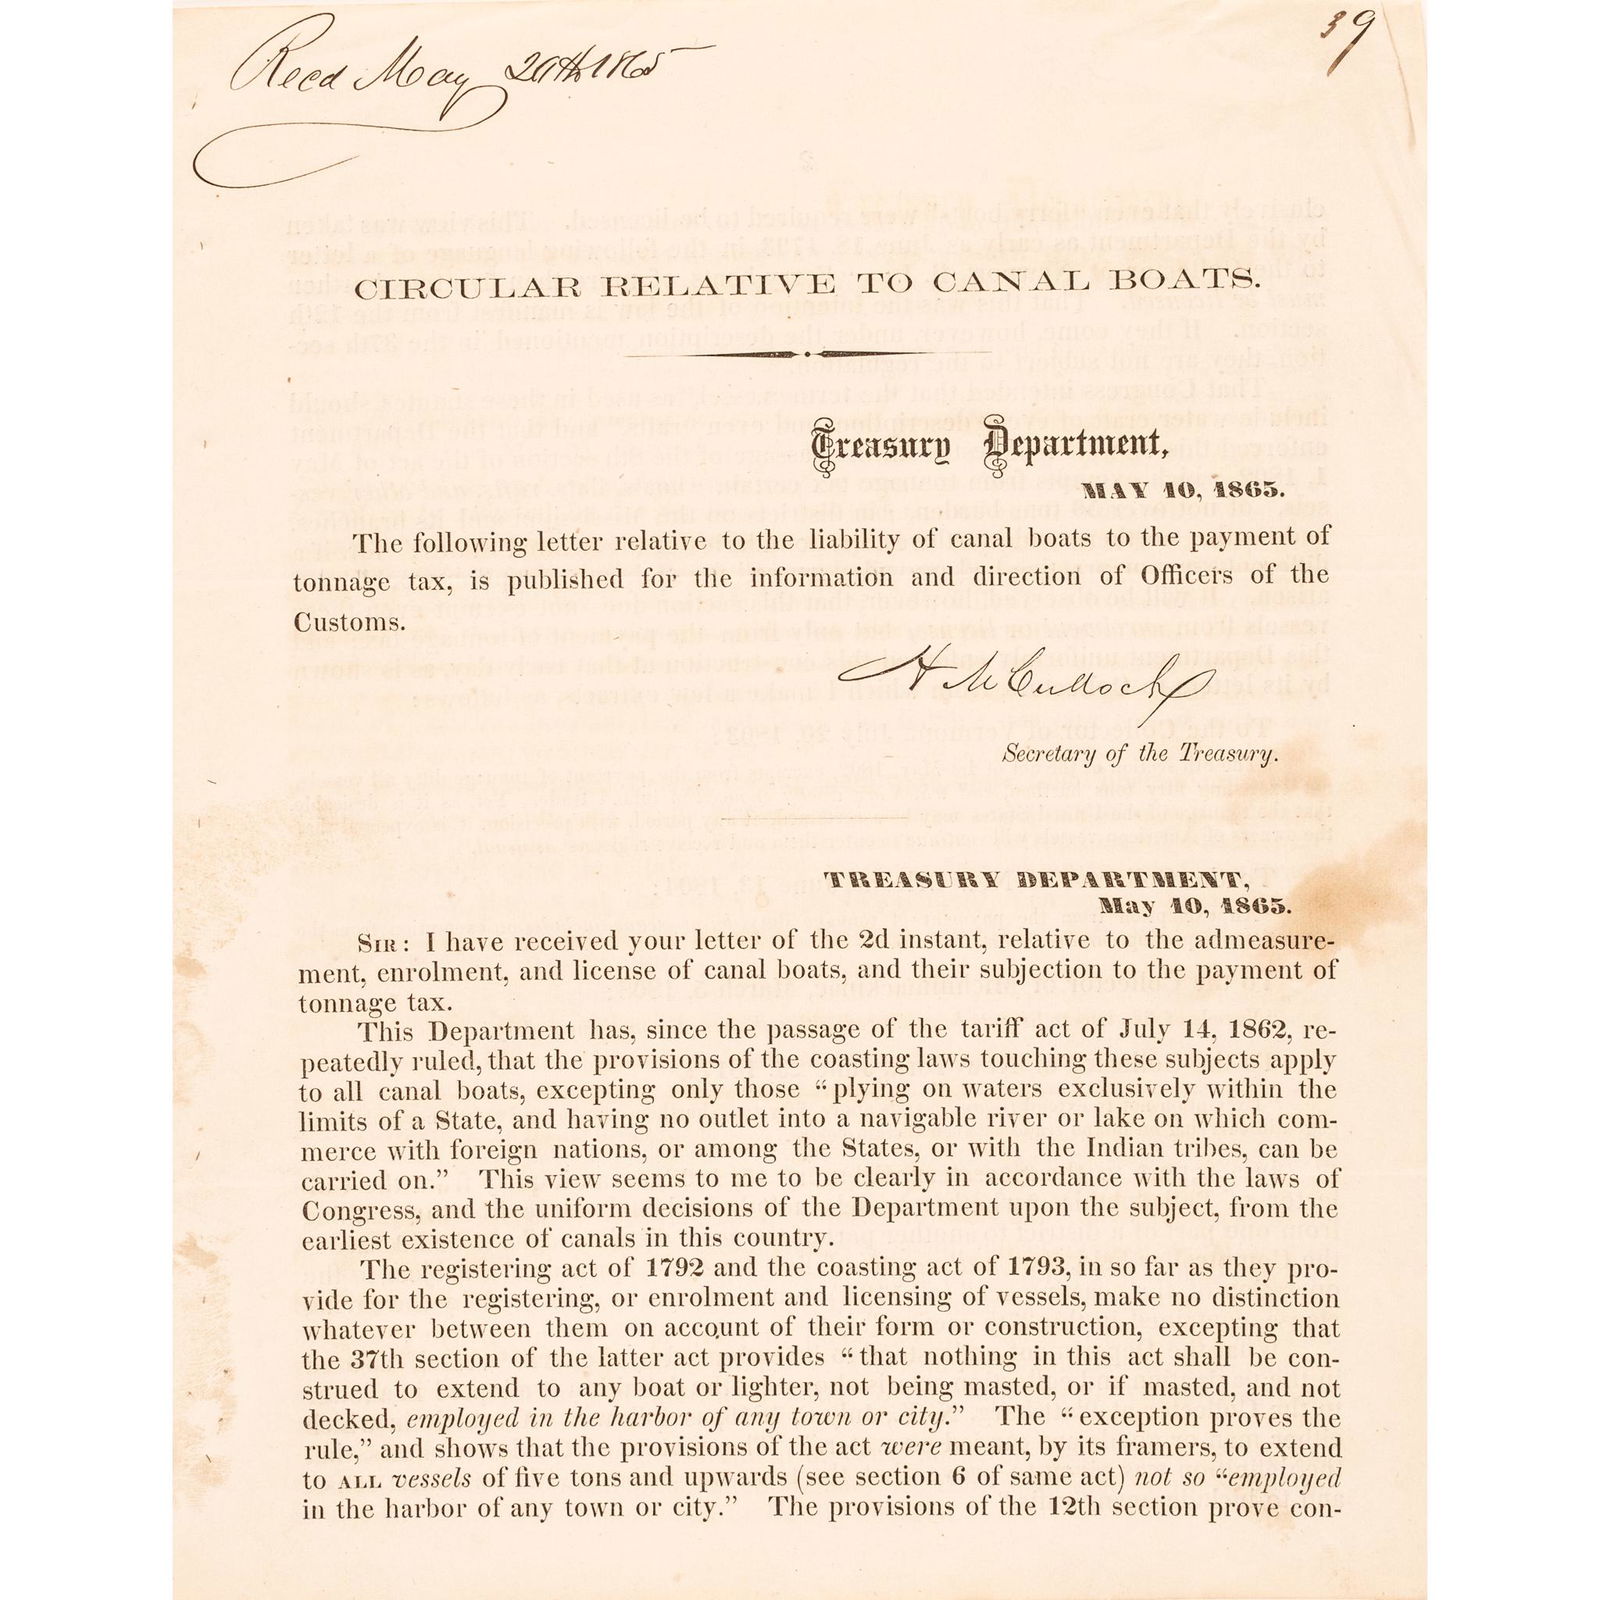 Recd May 20th 1865
39
CIRCULAR RELATIVE TO CANAL BOATS.
Treasury Department,
MAY 10, 1865.
The following letter relative to the liability of canal boats to the payment of
tonnage tax, is published for the information and direction of Officers of the
Customs.
H McCulloch
Secretary of the Treasury.
TREASURY DEPARTMENT,
May 10, 1865.
SIR: I have received your letter of the 2d instant, relative to the admeasure-
ment, enrolment, and license of canal boats, and their subjection to the payment of
tonnage tax.
This Department has, since the passage of the tariff act of July 14, 1862, re-
peatedly ruled, that the provisions of the coasting laws touching these subjects apply
to all canal boats, excepting only those “plying on waters exclusively within the
limits of a State, and having no outlet into a navigable river or lake on which com-
merce with foreign nations, or among the States, or with the Indian tribes, can be
carried on.” This view seems to me to be clearly in accordance with the laws of
Congress, and the uniform decisions of the Department upon the subject, from the
earliest existence of canals in this country.
The registering act of 1792 and the coasting act of 1793, in so far as they pro-
vide for the registering, or enrolment and licensing of vessels, make no distinction
whatever between them on account of their form or construction, excepting that
the 37th section of the latter act provides “that nothing in this act shall be con-
strued to extend to any boat or lighter, not being masted, or if masted, and not
decked, employed in the harbor of any town or city.” The “exception proves the
rule,” and shows that the provisions of the act were meant, by its framers, to extend
to ALL vessels of five tons and upwards (see section 6 of same act) not so “employed
in the harbor of any town or city.” The provisions of the 12th section prove con-